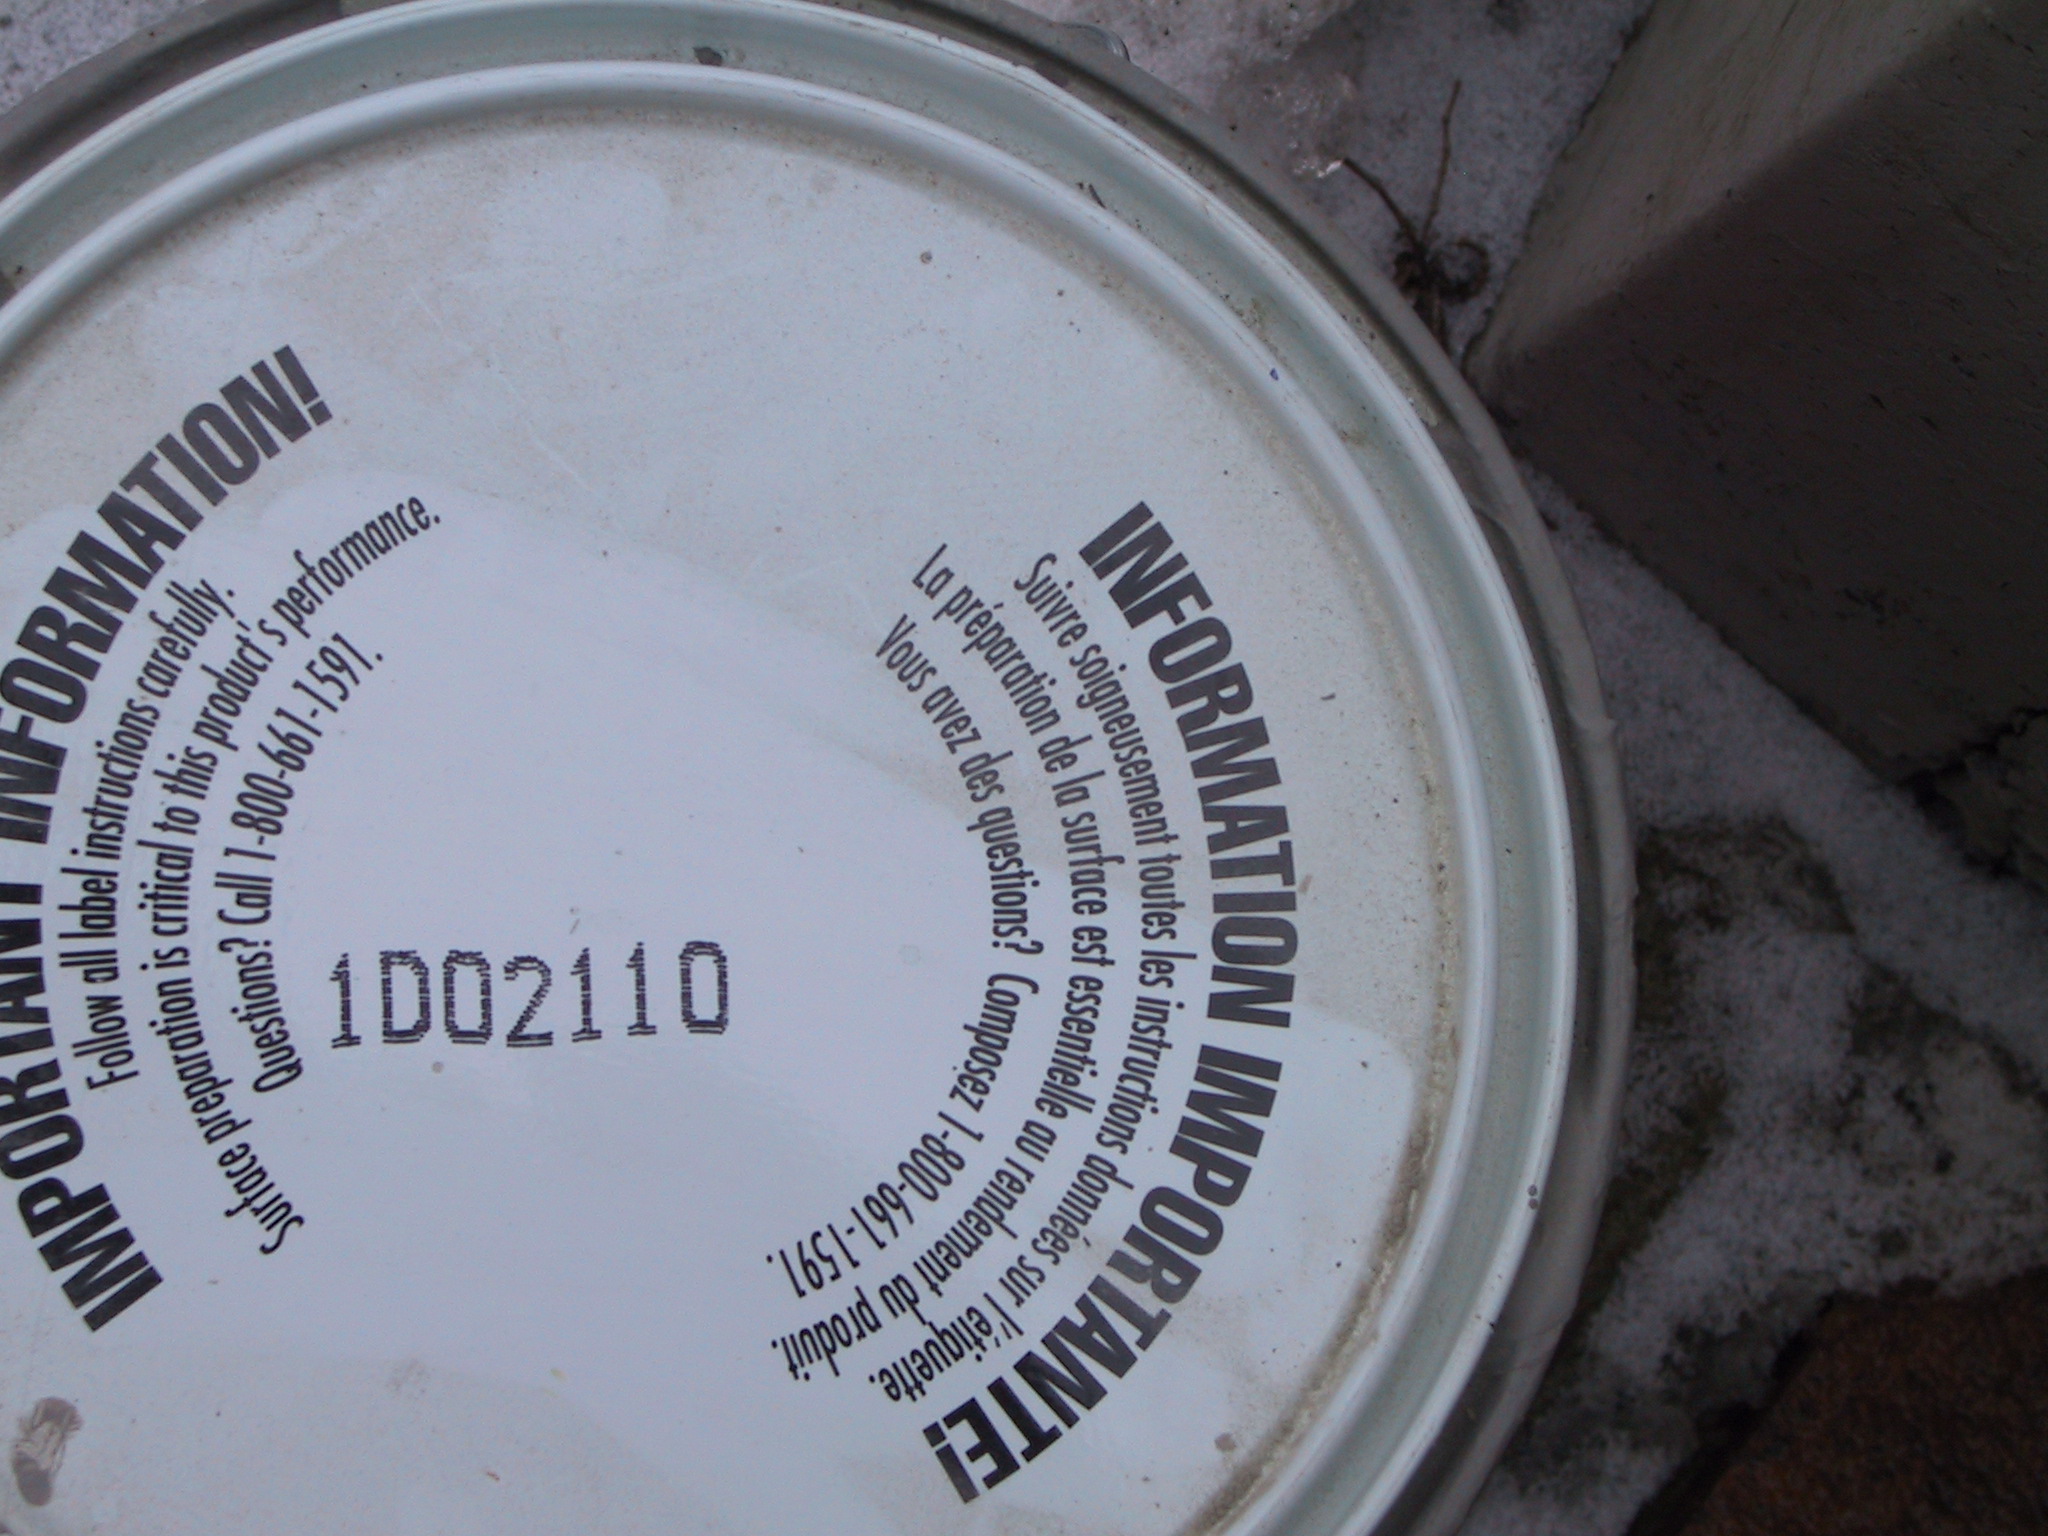 IMPORTANT INFORMATION!
Follow all label instructions carefully.
Surface preparation is critical to this product's performance.
Questions? Call 1-800-661-1591.
1D02110
INFORMATION IMPORTANTE!
Suivre soigneusement toutes les instructions données sur l'étiquette.
La préparation de la surface est essentielle au rendement du produit.
Vous avez des questions? Composez 1-800-661-1591.